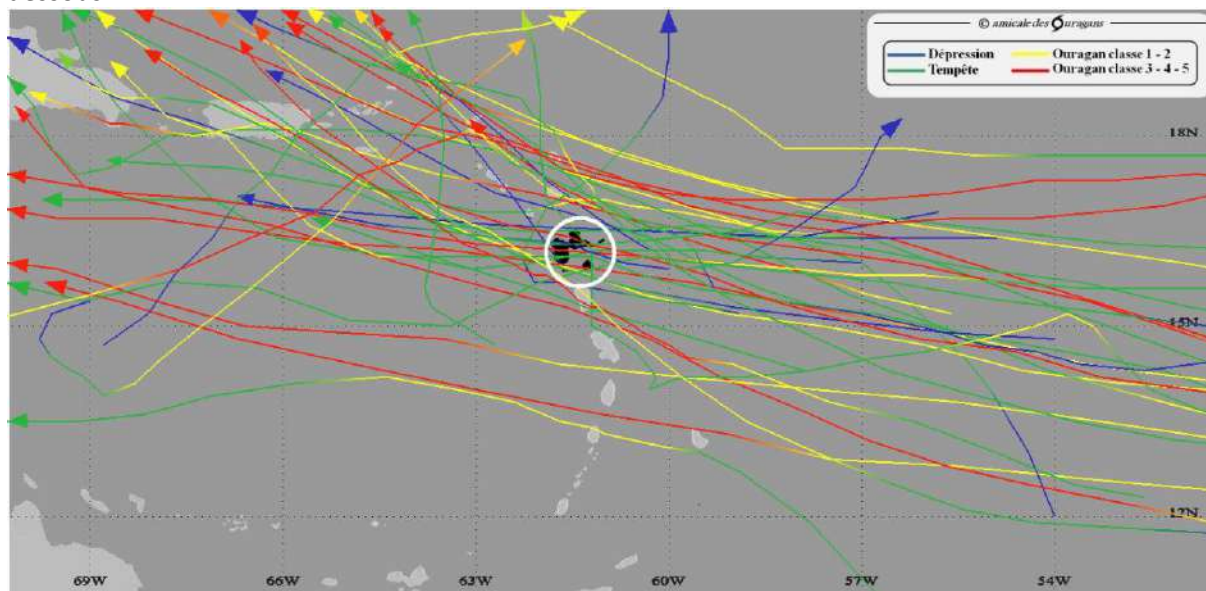 © amicale des Ouragans
Dépression
Ouragan classe 1 - 2
Tempête
Ouragan classe 3 - 4 - 5
18N
15N
12N
69W
66W
63W
60W
57W
54W